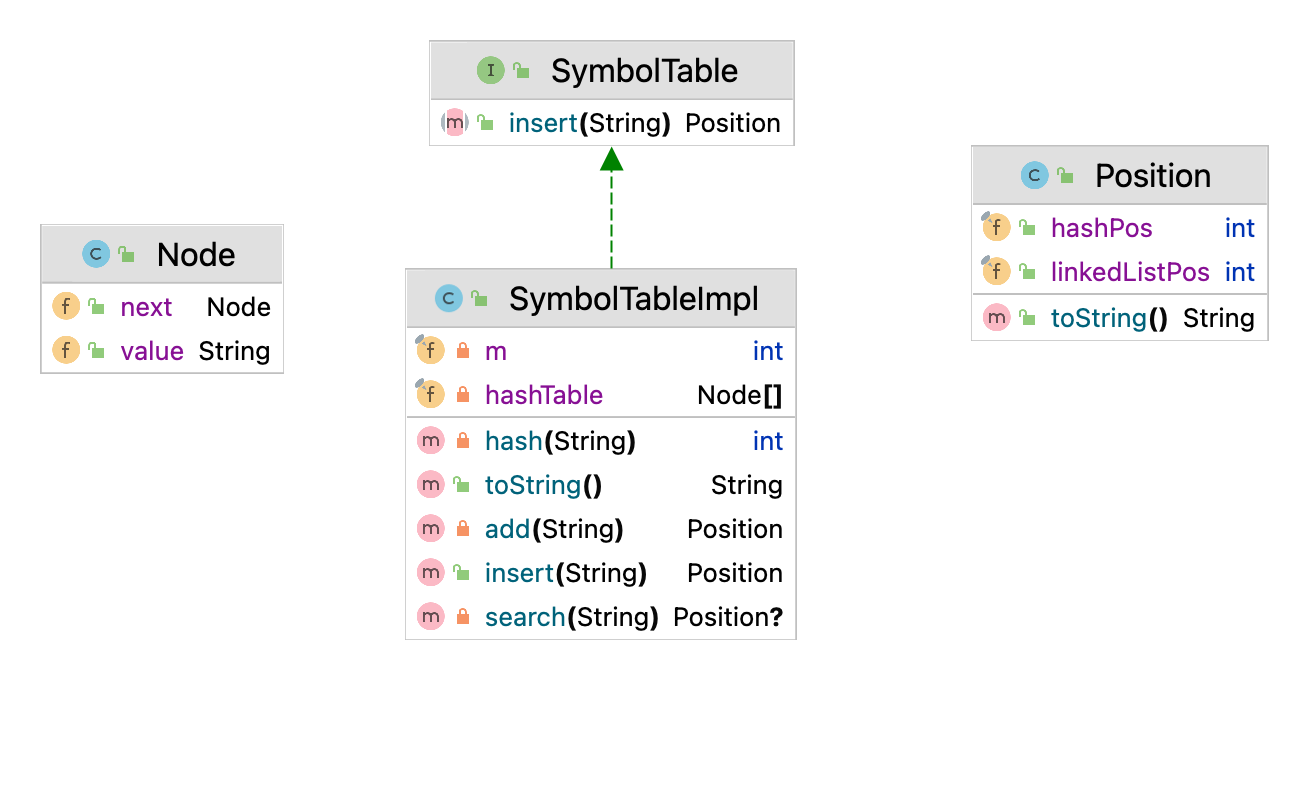 I SymbolTable
m insert(String) Position
C Node
f next Node
f value String
C SymbolTableImpl
f m int
f hashTable Node[]
m hash(String) int
m toString() String
m add(String) Position
m insert(String) Position
m search(String) Position?
C Position
f hashPos int
f linkedListPos int
m toString() String